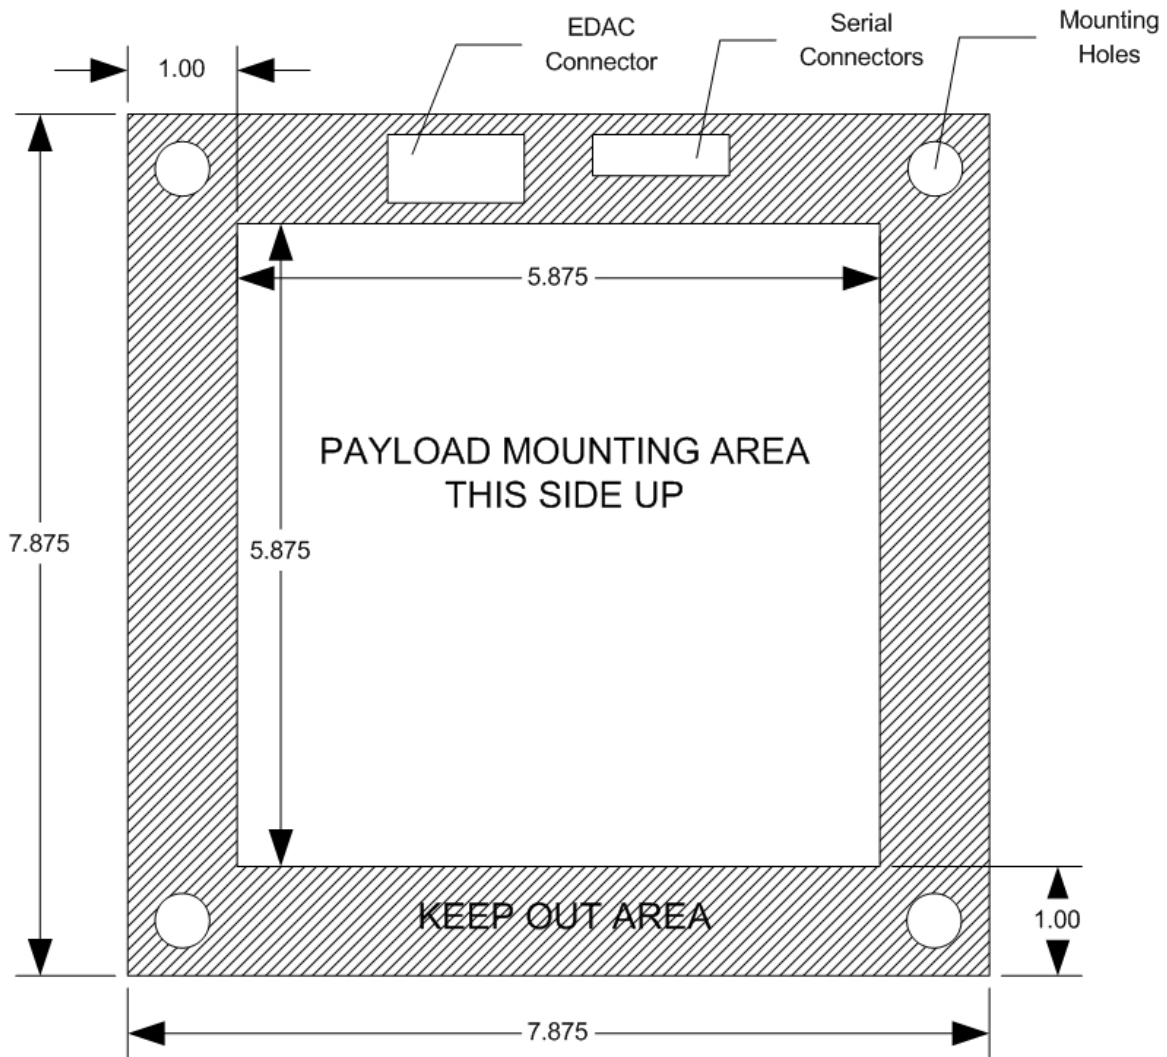 EDAC
Connector
Serial
Connectors
Mounting
Holes
1.00
5.875
PAYLOAD MOUNTING AREA
THIS SIDE UP
7.875
5.875
KEEP OUT AREA
1.00
7.875